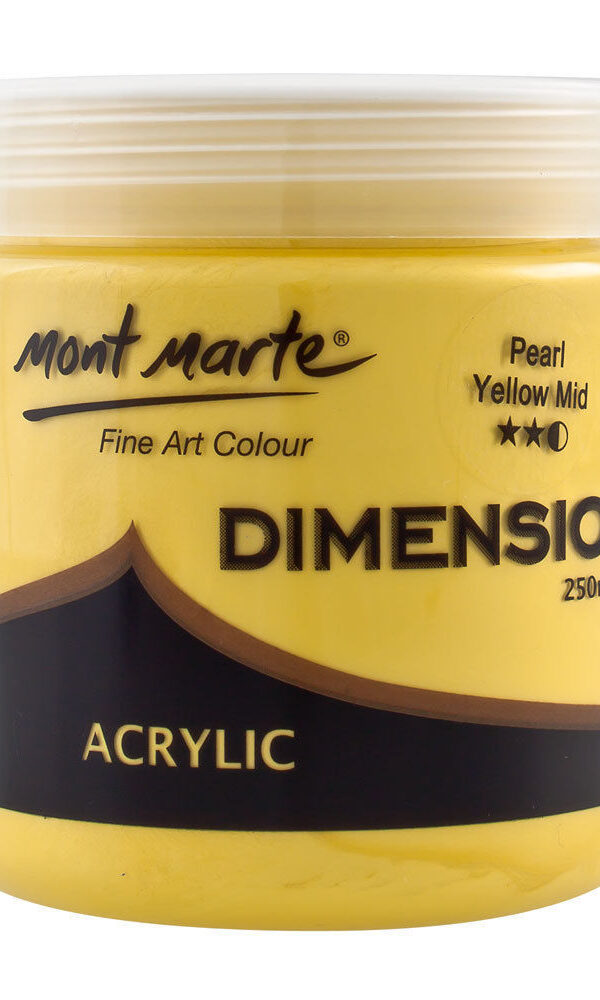 Mont Marte®
Fine Art Colour
Pearl
Yellow Mid
DIMENSIO
250
ACRYLIC